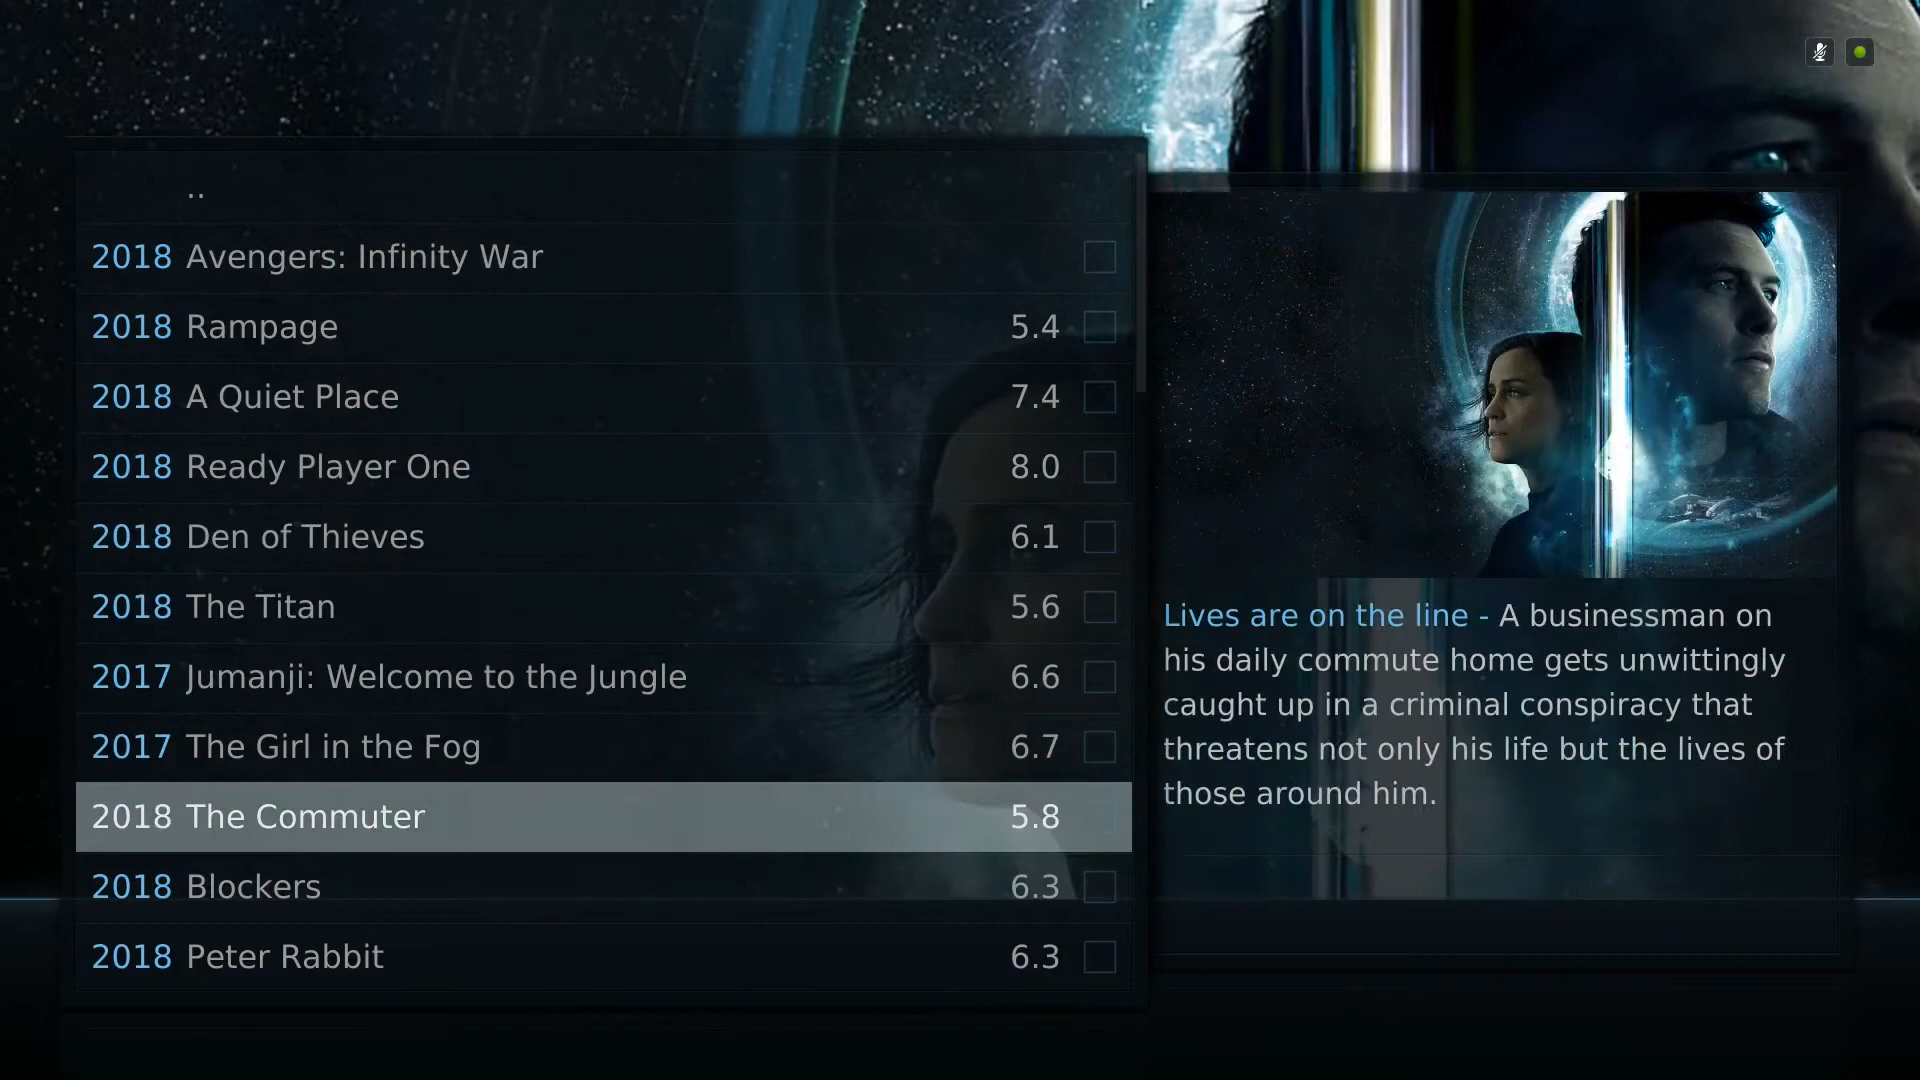 ..
2018 Avengers: Infinity War
2018 Rampage 5.4
2018 A Quiet Place 7.4
2018 Ready Player One 8.0
2018 Den of Thieves 6.1
2018 The Titan 5.6
2017 Jumanji: Welcome to the Jungle 6.6
2017 The Girl in the Fog 6.7
2018 The Commuter 5.8
2018 Blockers 6.3
2018 Peter Rabbit 6.3
Lives are on the line - A businessman on
his daily commute home gets unwittingly
caught up in a criminal conspiracy that
threatens not only his life but the lives of
those around him.